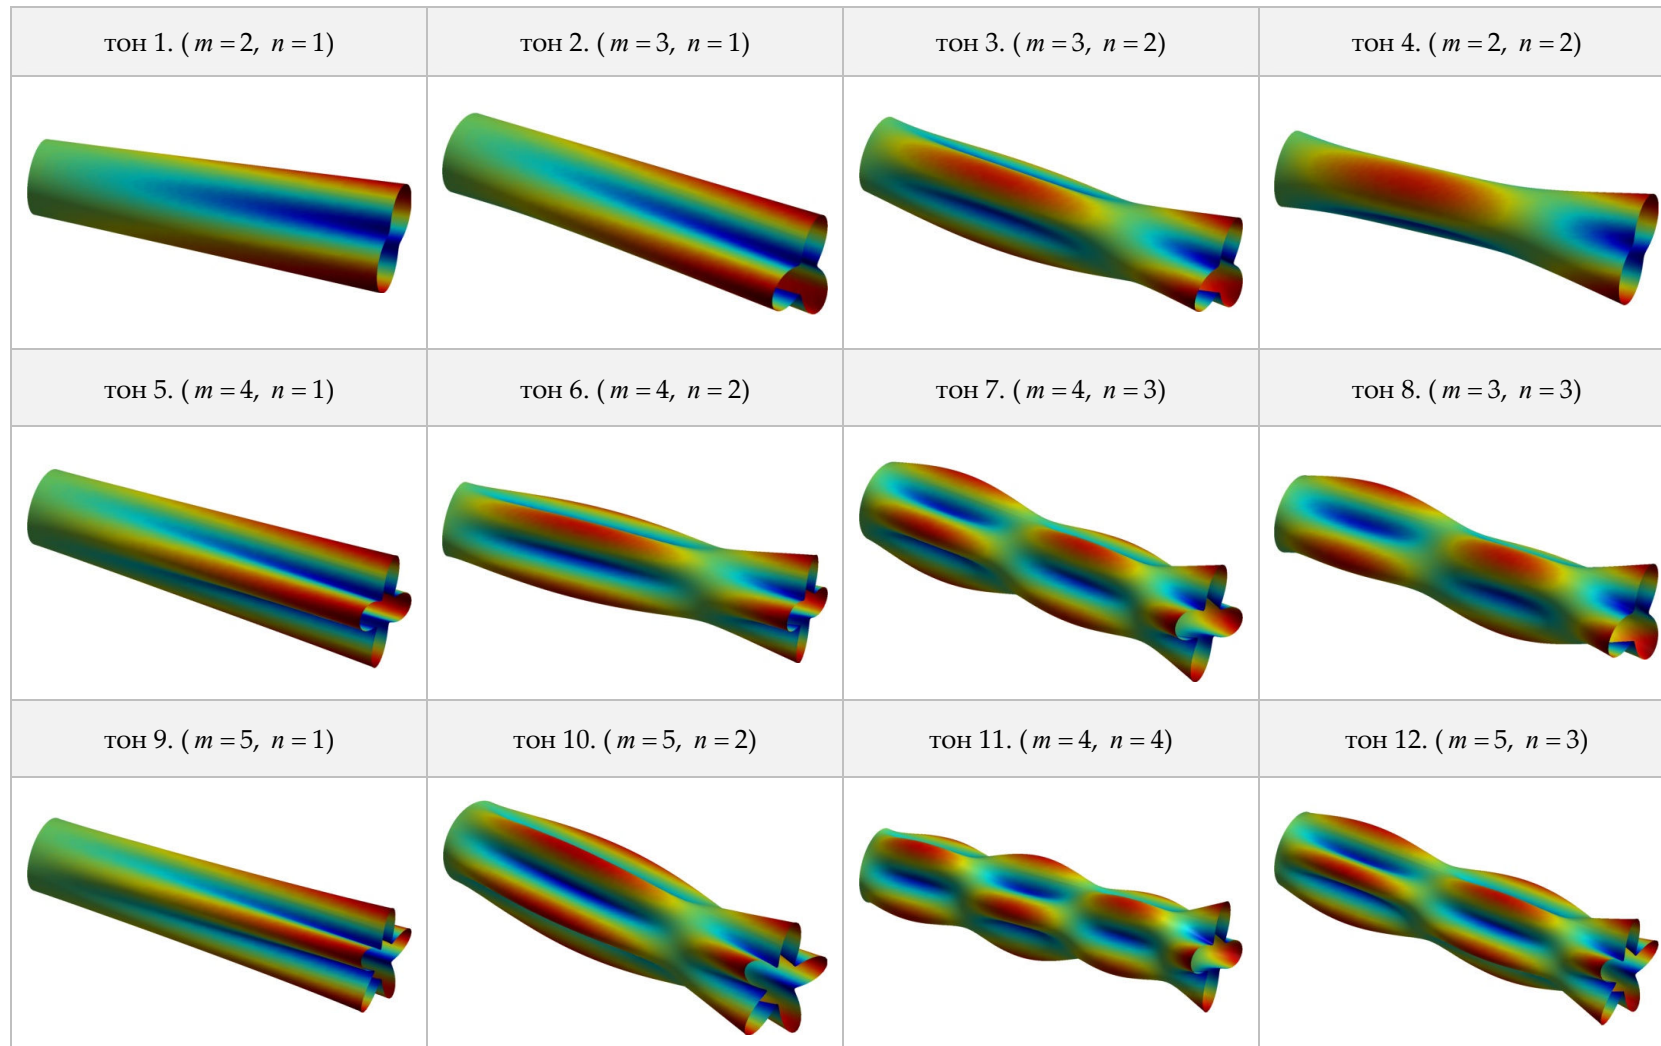 тон 1. ( m = 2, n = 1)
тон 2. ( m = 3, n = 1)
тон 3. ( m = 3, n = 2)
тон 4. ( m = 2, n = 2)
тон 5. ( m = 4, n = 1)
тон 6. ( m = 4, n = 2)
тон 7. ( m = 4, n = 3)
тон 8. ( m = 3, n = 3)
тон 9. ( m = 5, n = 1)
тон 10. ( m = 5, n = 2)
тон 11. ( m = 4, n = 4)
тон 12. ( m = 5, n = 3)